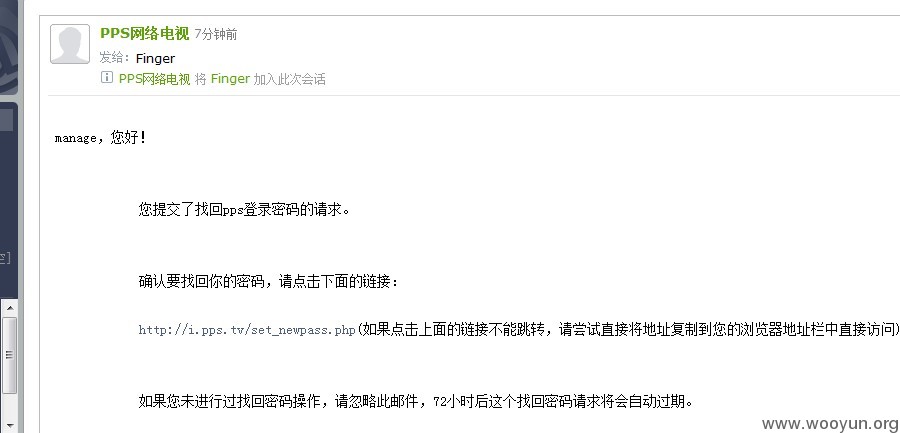 PPS网络电视 7分钟前
发给：Finger
PPS网络电视 将 Finger 加入此次会话
manage，您好！
您提交了找回pps登录密码的请求。
确认要找回你的密码，请点击下面的链接：
http://i.pps.tv/set_newpass.php(如果点击上面的链接不能跳转，请尝试直接将地址复制到您的浏览器地址栏中直接访问)
空]
如果您未进行过找回密码操作，请忽略此邮件，72小时后这个找回密码请求将会自动过期。
www.wooyun.org